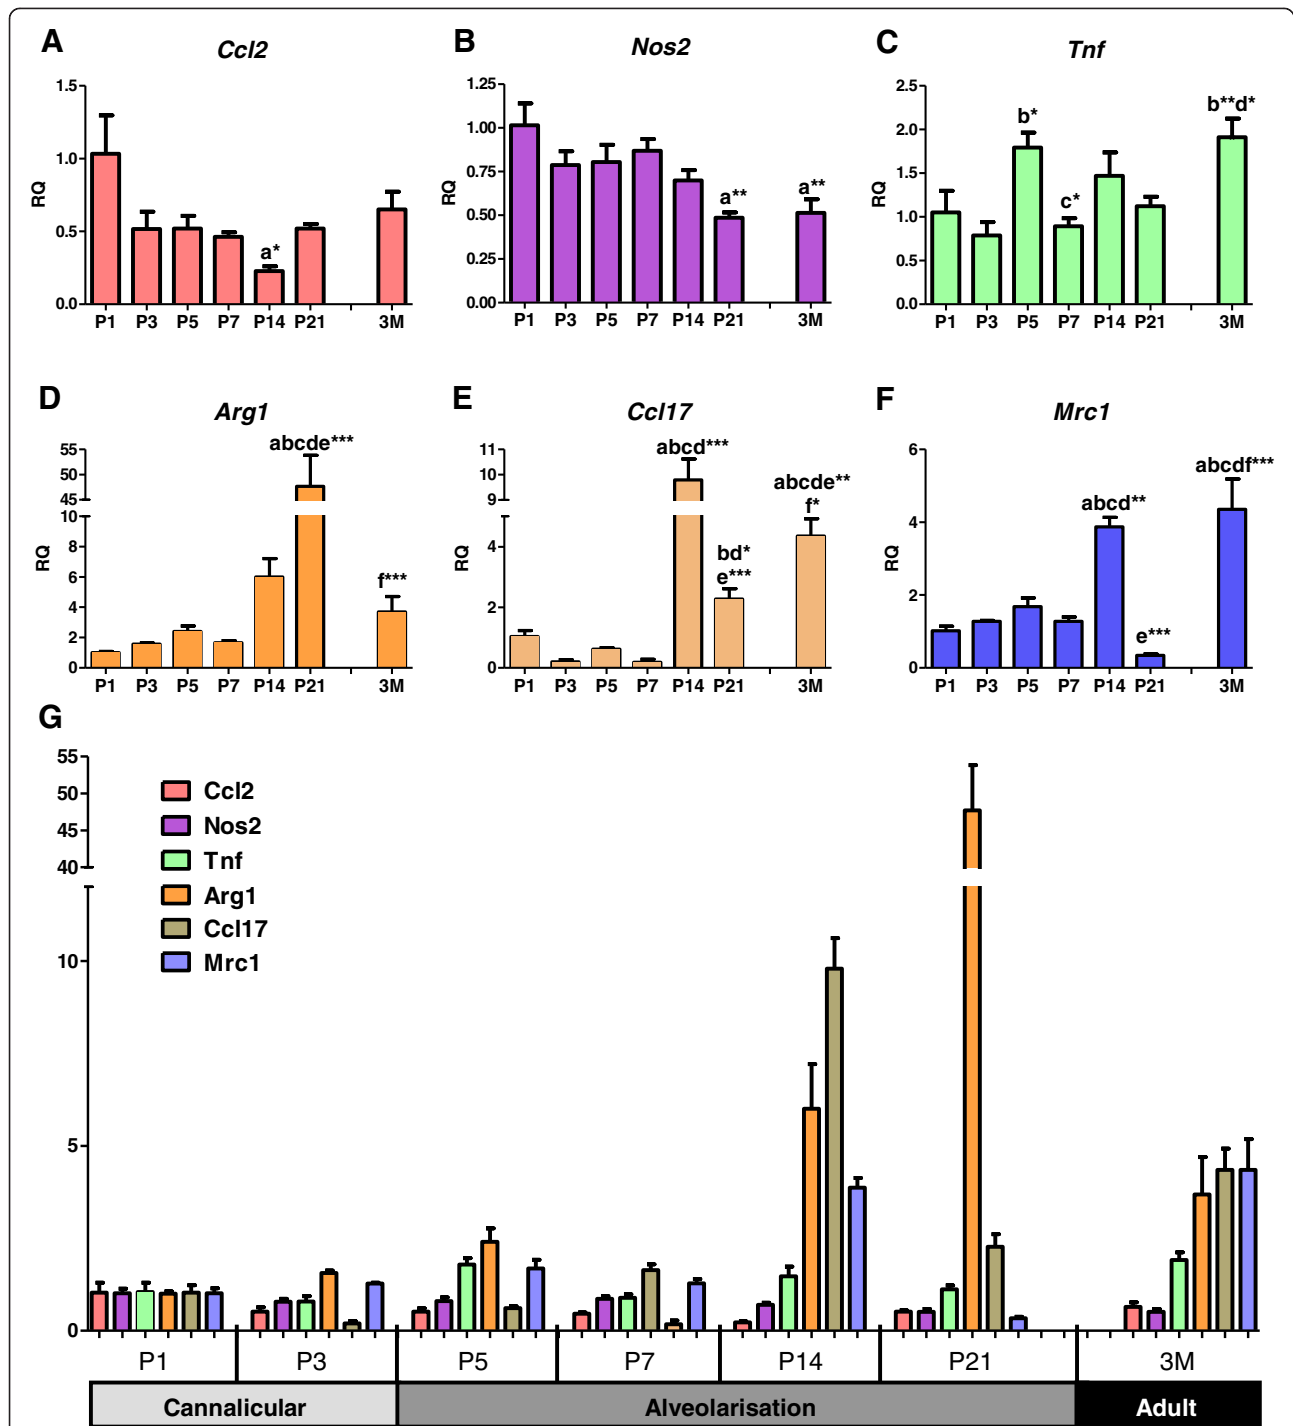 A
Ccl2
1.5
1.0
0.5
0.0
RQ
a*
P1 P3 P5 P7 P14 P21 3M
B
Nos2
1.25
1.00
0.75
0.50
0.25
0.00
RQ
a**
a**
P1 P3 P5 P7 P14 P21 3M
C
Tnf
2.5
2.0
1.5
1.0
0.5
0.0
RQ
b*
c*
b**d*
P1 P3 P5 P7 P14 P21 3M
D
Arg1
55
50
45
10
8
6
4
2
0
RQ
abcde***
f***
P1 P3 P5 P7 P14 P21 3M
E
Ccl17
11
10
9
4
2
0
RQ
abcd***
bd*
e***
abcde**
f*
P1 P3 P5 P7 P14 P21 3M
F
Mrc1
6
4
2
0
RQ
abcd**
e***
abcdf***
P1 P3 P5 P7 P14 P21 3M
G
55
50
45
40
10
5
0
Ccl2
Nos2
Tnf
Arg1
Ccl17
Mrc1
P1 P3 P5 P7 P14 P21 3M
Cannalicular Alveolarisation Adult